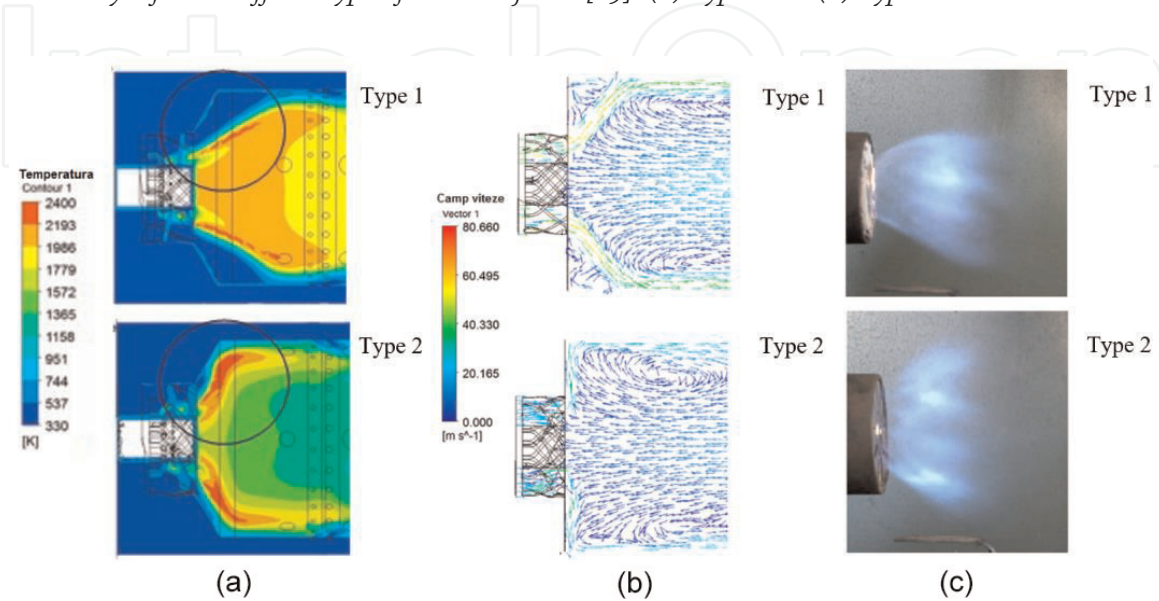 Type 1
Temperatura
Contour 1
2400
2193
1986
1779
1572
1365
1158
951
744
537
330
[K]
Type 2
(a)
Type 1
Camp viteze
Vector 1
80.660
60.495
40.330
20.165
0.000
[m s^-1]
Type 2
(b)
Type 1
Type 2
(c)